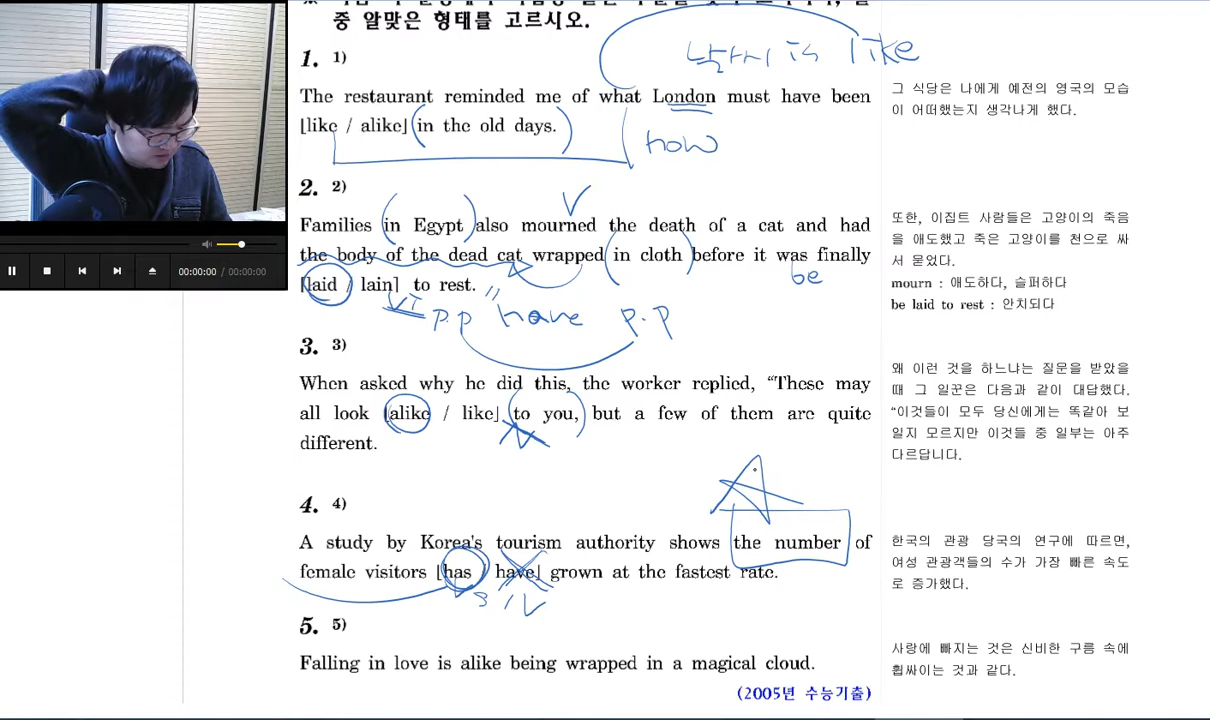 중 알맞은 형태를 고르시오.
날씨 is like
1. 1)
The restaurant reminded me of what London must have been
[like / alike] (in the old days.)
how
그 식당은 나에게 예전의 영국의 모습
이 어떠했는지 생각나게 했다.
2. 2)
V
Families (in Egypt) also mourned the death of a cat and had
the body of the dead cat wrapped (in cloth) before it was finally
be
[laid / lain] to rest.
VT p.p " have p.p
또한, 이집트 사람들은 고양이의 죽음
을 애도했고 죽은 고양이를 천으로 싸
서 묻었다.
mourn : 애도하다, 슬퍼하다
be laid to rest : 안치되다
3. 3)
When asked why he did this, the worker replied, “These may
all look [alike / like] (to you,) but a few of them are quite
different.
왜 이런 것을 하느냐는 질문을 받았을
때 그 일꾼은 다음과 같이 대답했다.
“이것들이 모두 당신에게는 똑같아 보
일지 모르지만 이것들 중 일부는 아주
다르답니다.
4. 4)
A study by Korea's tourism authority shows the number of
female visitors [has / have] grown at the fastest rate.
한국의 관광 당국의 연구에 따르면,
여성 관광객들의 수가 가장 빠른 속도
로 증가했다.
5. 5)
Falling in love is alike being wrapped in a magical cloud.
(2005년 수능기출)
사랑에 빠지는 것은 신비한 구름 속에
휩싸이는 것과 같다.
00:00:00 / 00:00:00